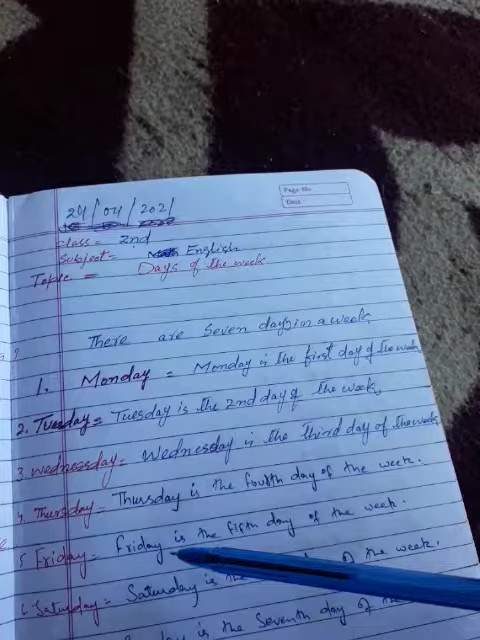 Page No.
Date
24/04/2021
Class = 2nd
Subject = English
Topic = Days of the week
There are Seven days in a week
1. Monday = Monday is the first day of the week
2. Tuesday = Tuesday is the 2nd day of the week
3 Wednessday = Wednesday is the third day of the week
4. Thursday = Thursday is the fourth day of the week.
5 Friday = Friday is the fifth day of the week.
6. Saturday = Saturday is the of the week.
is the Seventh day of the